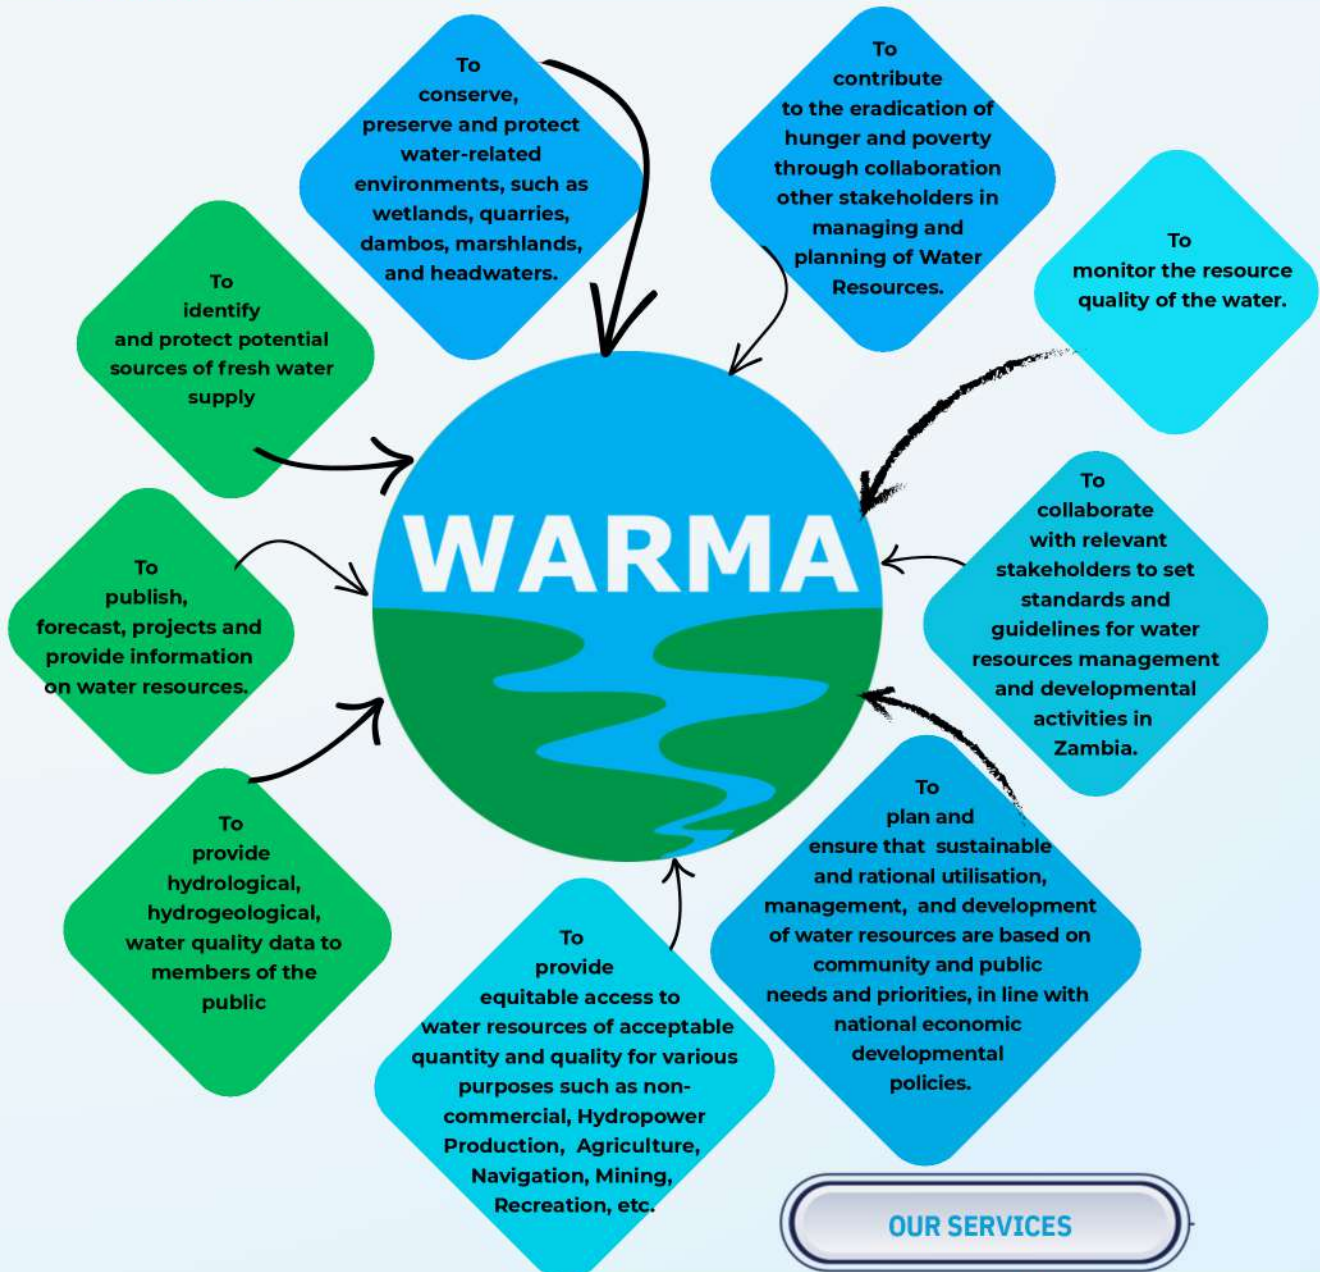 To
conserve,
preserve and protect
water-related
environments, such as
wetlands, quarries,
dambos, marshlands,
and headwaters.
To
contribute
to the eradication of
hunger and poverty
through collaboration
other stakeholders in
managing and
planning of Water
Resources.
To
monitor the resource
quality of the water.
To
identify
and protect potential
sources of fresh water
supply
WARMA
To
collaborate
with relevant
stakeholders to set
standards and
guidelines for water
resources management
and developmental
activities in
Zambia.
To
publish,
forecast, projects and
provide information
on water resources.
To
plan and
ensure that  sustainable
and rational utilisation,
management,  and development
of water resources are based on
community and public
needs and priorities, in line with
national economic
developmental
policies.
To
provide
hydrological,
hydrogeological,
water quality data to
members of the
public
To
provide
equitable access to
water resources of acceptable
quantity and quality for various
purposes such as non-
commercial, Hydropower
Production,  Agriculture,
Navigation, Mining,
Recreation, etc.
OUR SERVICES